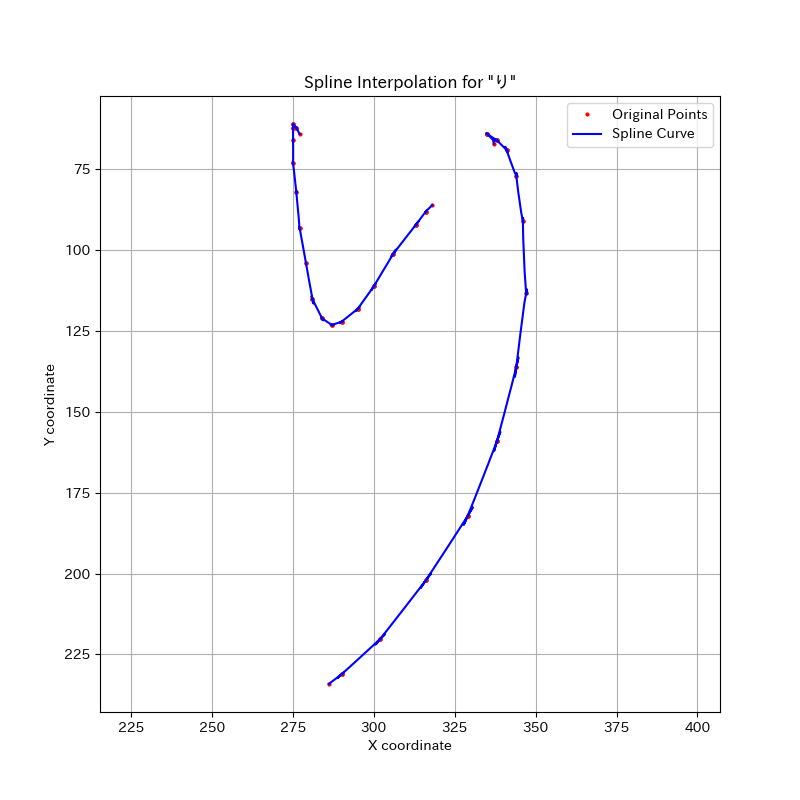 Spline Interpolation for "り"
Original Points
Spline Curve
Y coordinate
75
100
125
150
175
200
225
225 250 275 300 325 350 375 400
X coordinate
り